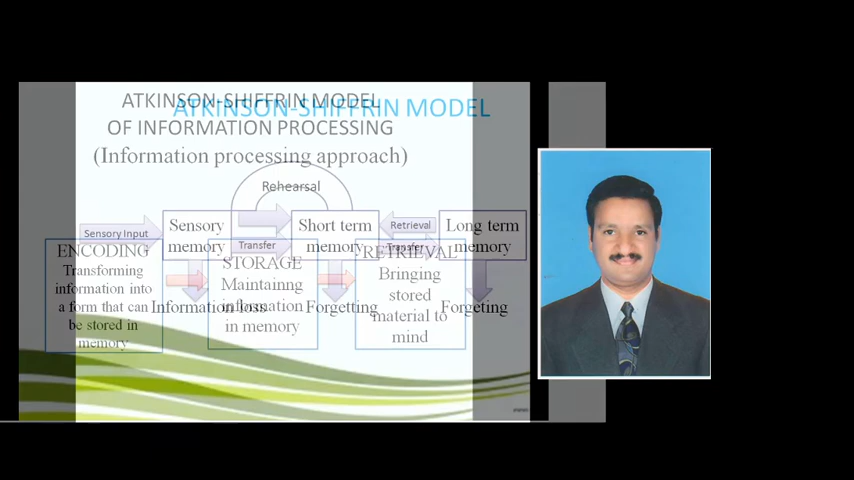 ATKINSON-SHIFFRIN MODEL
OF INFORMATION PROCESSING
(Information processing approach)
ATKINSON-SHIFFRIN MODEL
Rehearsal
Sensory Input
Sensory
memory
Transfer
Short term
memory
Retrieval
Transfer
Long term
memory
Information loss
Forgetting
Forgeting
ENCODING
Transforming
information into
a form that can
be stored in
memory
STORAGE
Maintainng
information
in memory
RETRIEVAL
Bringing
stored
material to
mind